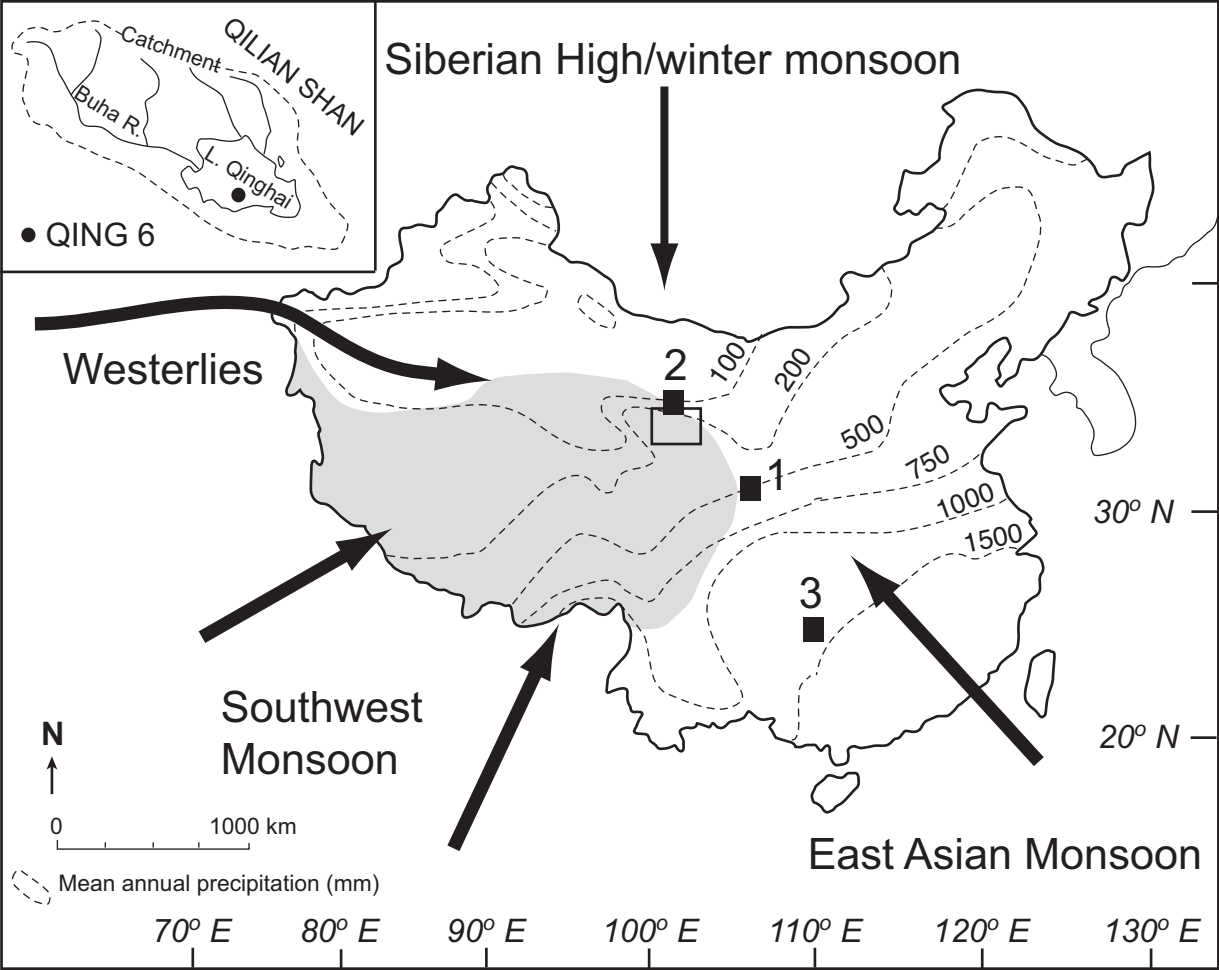 Catchment
QILIAN SHAN
Buha R.
L. Qinghai
QING 6
Siberian High/winter monsoon
Westerlies
2
100
200
500
750
1
1000
30º N
1500
3
Southwest
Monsoon
N
20º N
0 1000 km
East Asian Monsoon
Mean annual precipitation (mm)
70º E 80º E 90º E 100º E 110º E 120º E 130º E